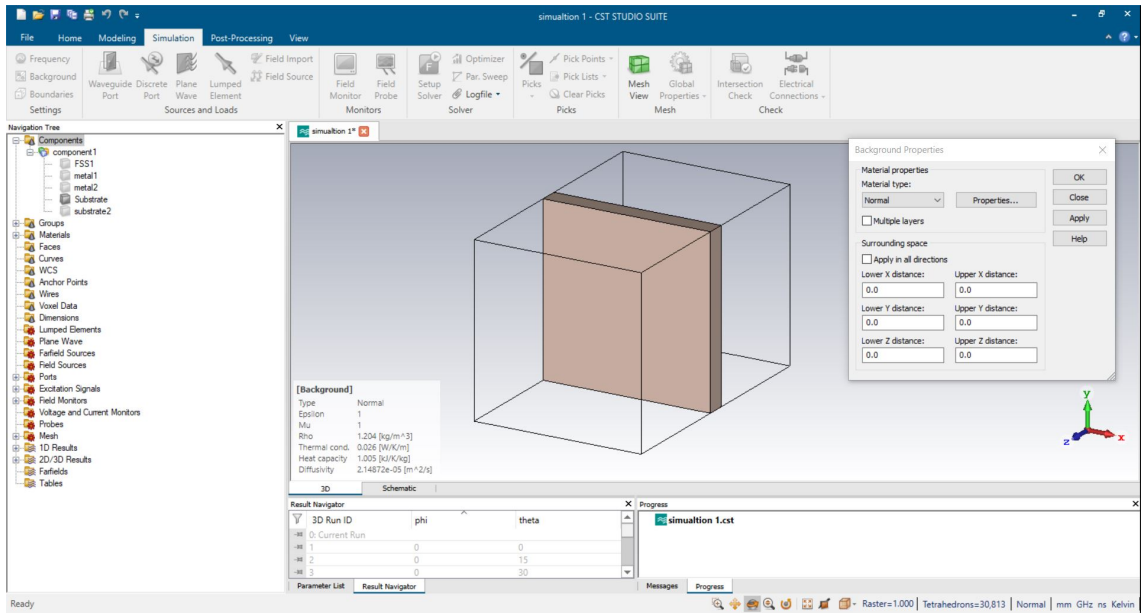 simualtion 1 - CST STUDIO SUITE
File Home Modeling Simulation Post-Processing View
Frequency
Background
Boundaries
Settings
Waveguide Port
Discrete Port
Plane Wave
Lumped Element
Field Import
Field Source
Sources and Loads
Field Monitor
Field Probe
Monitors
Setup Solver
Optimizer
Par. Sweep
Logfile
Solver
Picks
Pick Points
Pick Lists
Clear Picks
Picks
Mesh View
Global Properties
Mesh
Intersection Check
Electrical Connections
Check
Navigation Tree
Components
component1
FSS1
metal1
metal2
Substrate
substrate2
Groups
Materials
Faces
Curves
WCS
Anchor Points
Wires
Voxel Data
Dimensions
Lumped Elements
Plane Wave
Farfield Sources
Field Sources
Ports
Excitation Signals
Field Monitors
Voltage and Current Monitors
Probes
Mesh
1D Results
2D/3D Results
Farfields
Tables
simualtion 1*
[Background]
Type Normal
Epsilon 1
Mu 1
Rho 1.204 [kg/m^3]
Thermal cond. 0.026 [W/K/m]
Heat capacity 1.005 [kJ/K/kg]
Diffusivity 2.14872e-05 [m^2/s]
y
z
x
3D Schematic
Background Properties
Material properties
Material type:
Normal Properties...
Multiple layers
OK
Close
Apply
Help
Surrounding space
Apply in all directions
Lower X distance: Upper X distance:
0.0 0.0
Lower Y distance: Upper Y distance:
0.0 0.0
Lower Z distance: Upper Z distance:
0.0 0.0
Result Navigator
3D Run ID phi theta
0: Current Run
1 0 0
2 0 15
3 0 30
Parameter List Result Navigator
Progress
simualtion 1.cst
Messages Progress
Ready
Raster=1.000 Tetrahedrons=30,813 Normal mm GHz ns Kelvin